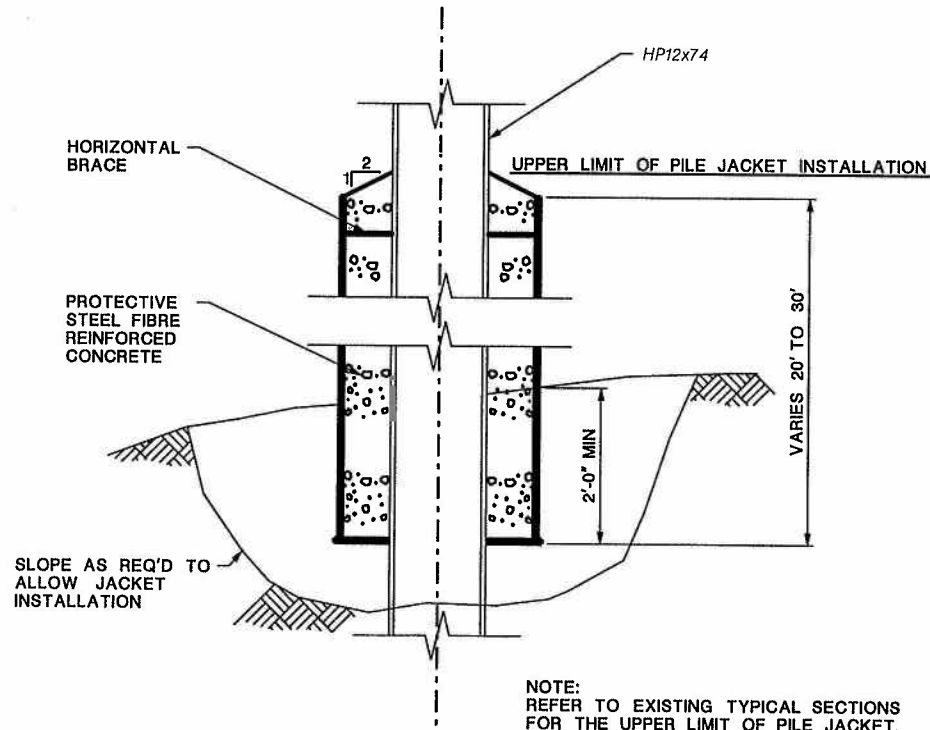 HP12x74
HORIZONTAL
BRACE
2
1
UPPER LIMIT OF PILE JACKET INSTALLATION
PROTECTIVE
STEEL FIBRE
REINFORCED
CONCRETE
VARIES 20' TO 30'
2'-0" MIN
SLOPE AS REQ'D TO
ALLOW JACKET
INSTALLATION
NOTE:
REFER TO EXISTING TYPICAL SECTIONS
FOR THE UPPER LIMIT OF PILE JACKET.